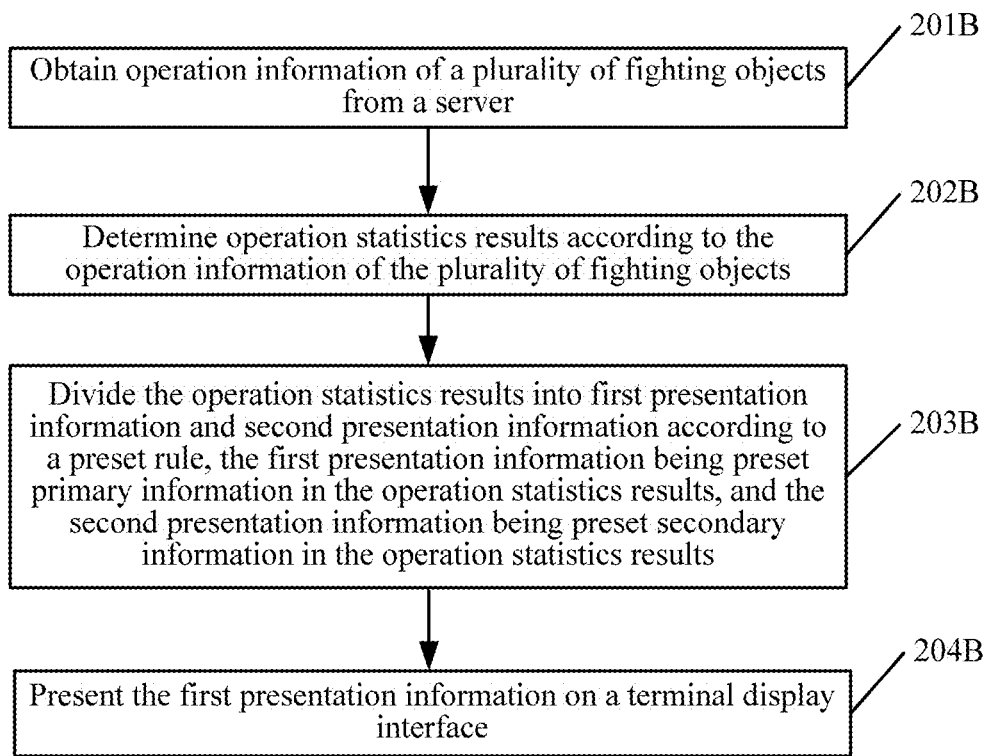 201B
Obtain operation information of a plurality of fighting objects
from a server
202B
Determine operation statistics results according to the
operation information of the plurality of fighting objects
Divide the operation statistics results into first presentation
information and second presentation information according to
a preset rule, the first presentation information being preset
primary information in the operation statistics results, and the
second presentation information being preset secondary
information in the operation statistics results
203B
204B
Present the first presentation information on a terminal display
interface